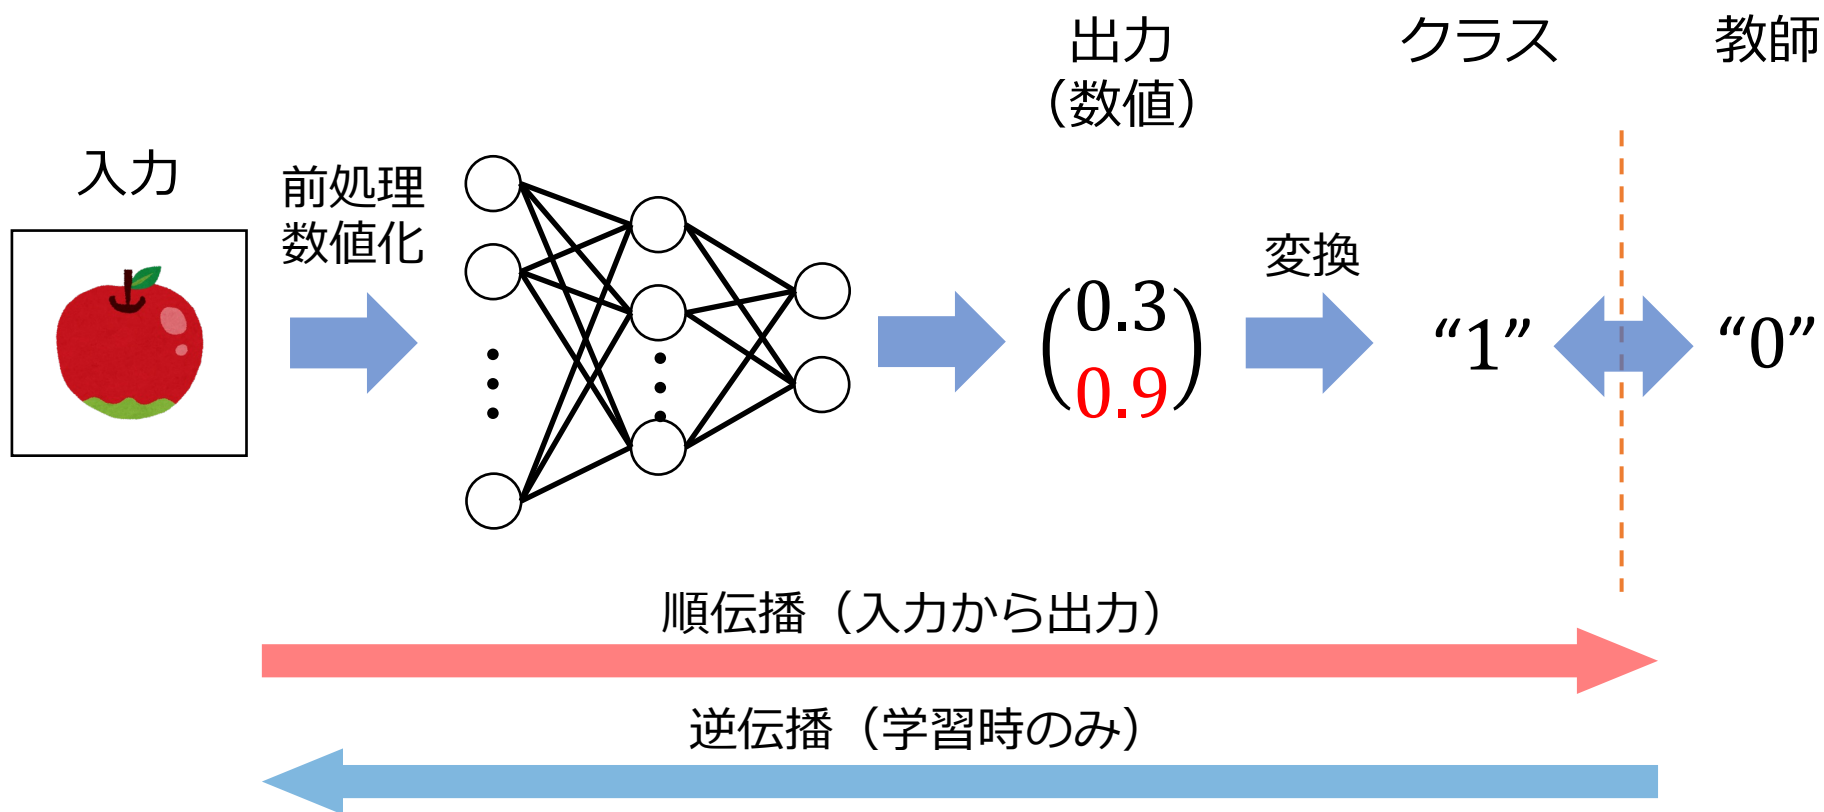 入力
前処理
数値化
出力
（数値）
0.3
0.9
変換
クラス
“1”
教師
“0”
順伝播（入力から出力）
逆伝播（学習時のみ）